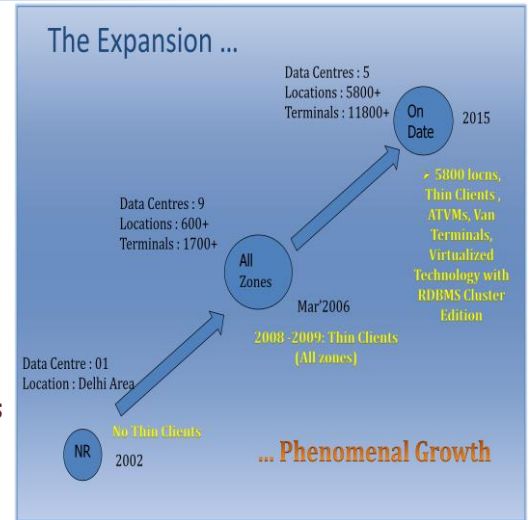 The Expansion ...
Data Centres : 5
Locations : 5800+
Terminals : 11800+
On
Date
2015
➤ 5800 locns,
Thin Clients ,
ATVMs, Van
Terminals,
Virtualized
Technology with
RDBMS Cluster
Edition
Data Centres : 9
Locations : 600+
Terminals : 1700+
All
Zones
Mar'2006
2008 -2009: Thin Clients
(All zones)
Data Centre : 01
Location : Delhi Area
s
No Thin Clients
NR
2002
... Phenomenal Growth